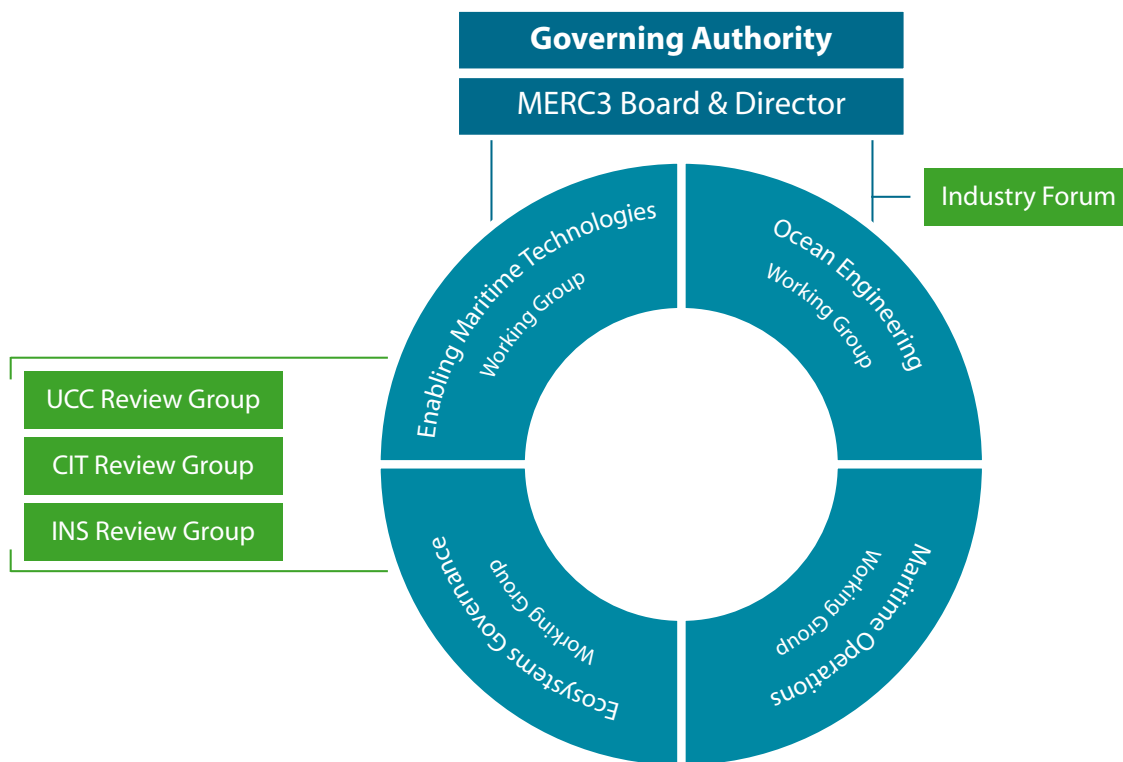 Governing Authority
MERC3 Board & Director
Industry Forum
Enabling Maritime Technologies
Working Group
Ocean Engineering
Working Group
UCC Review Group
CIT Review Group
INS Review Group
Ecosystems Governance
Working Group
Maritime Operations
Working Group